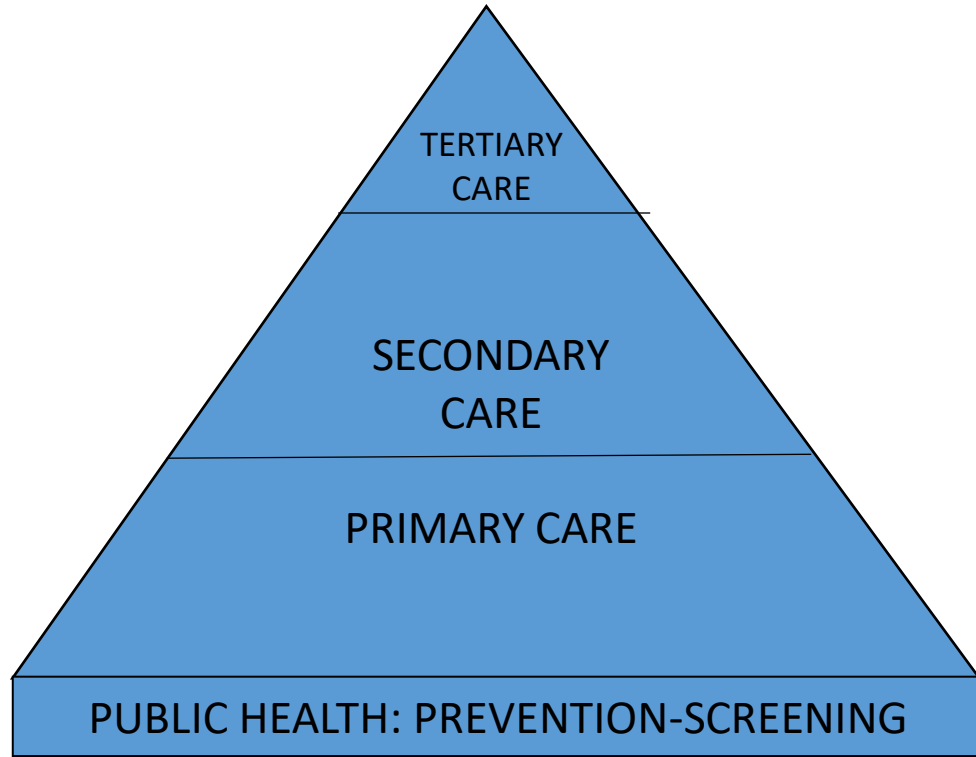 TERTIARY
CARE
SECONDARY
CARE
PRIMARY CARE
PUBLIC HEALTH: PREVENTION-SCREENING